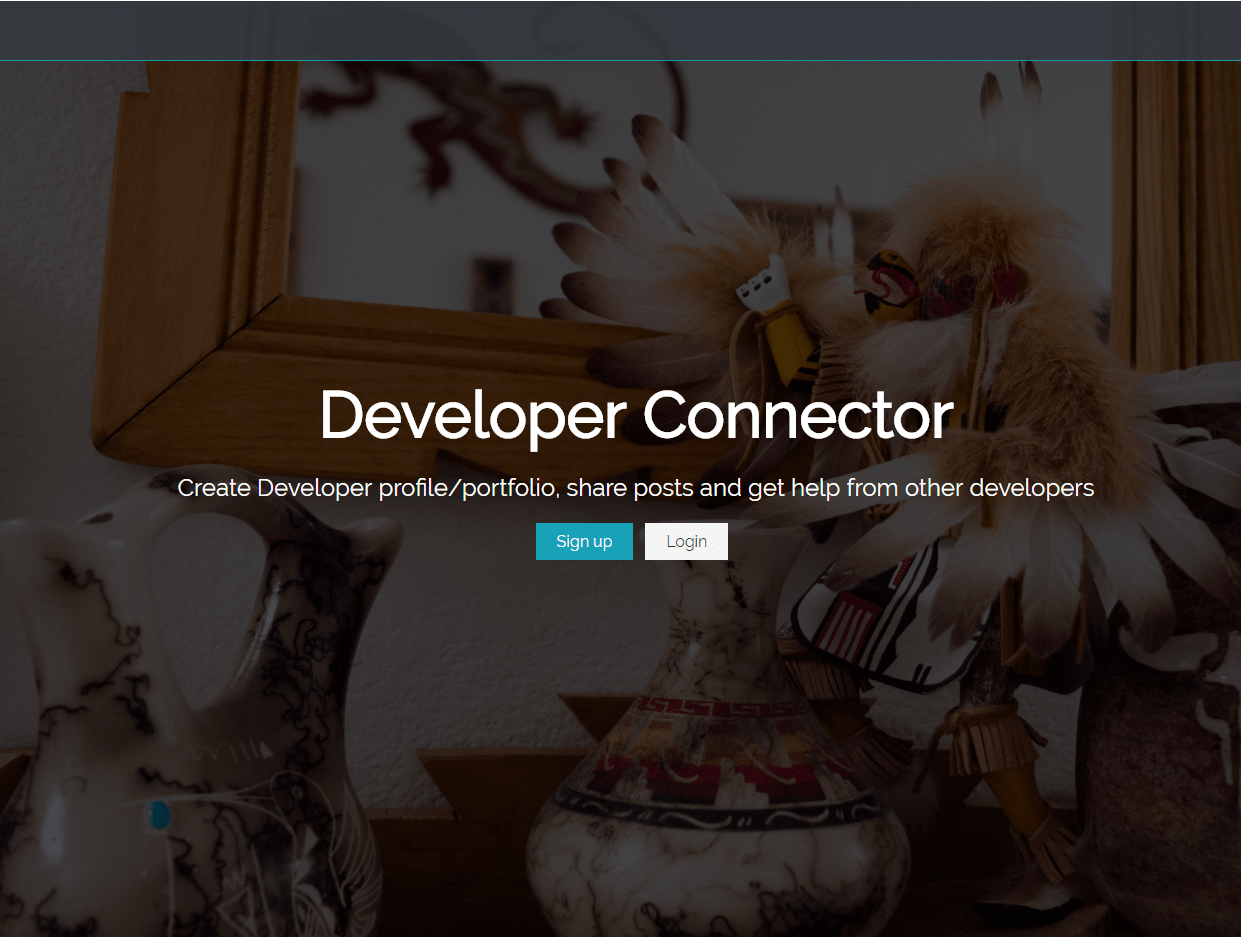 Developer Connector
Create Developer profile/portfolio, share posts and get help from other developers
Sign up
Login